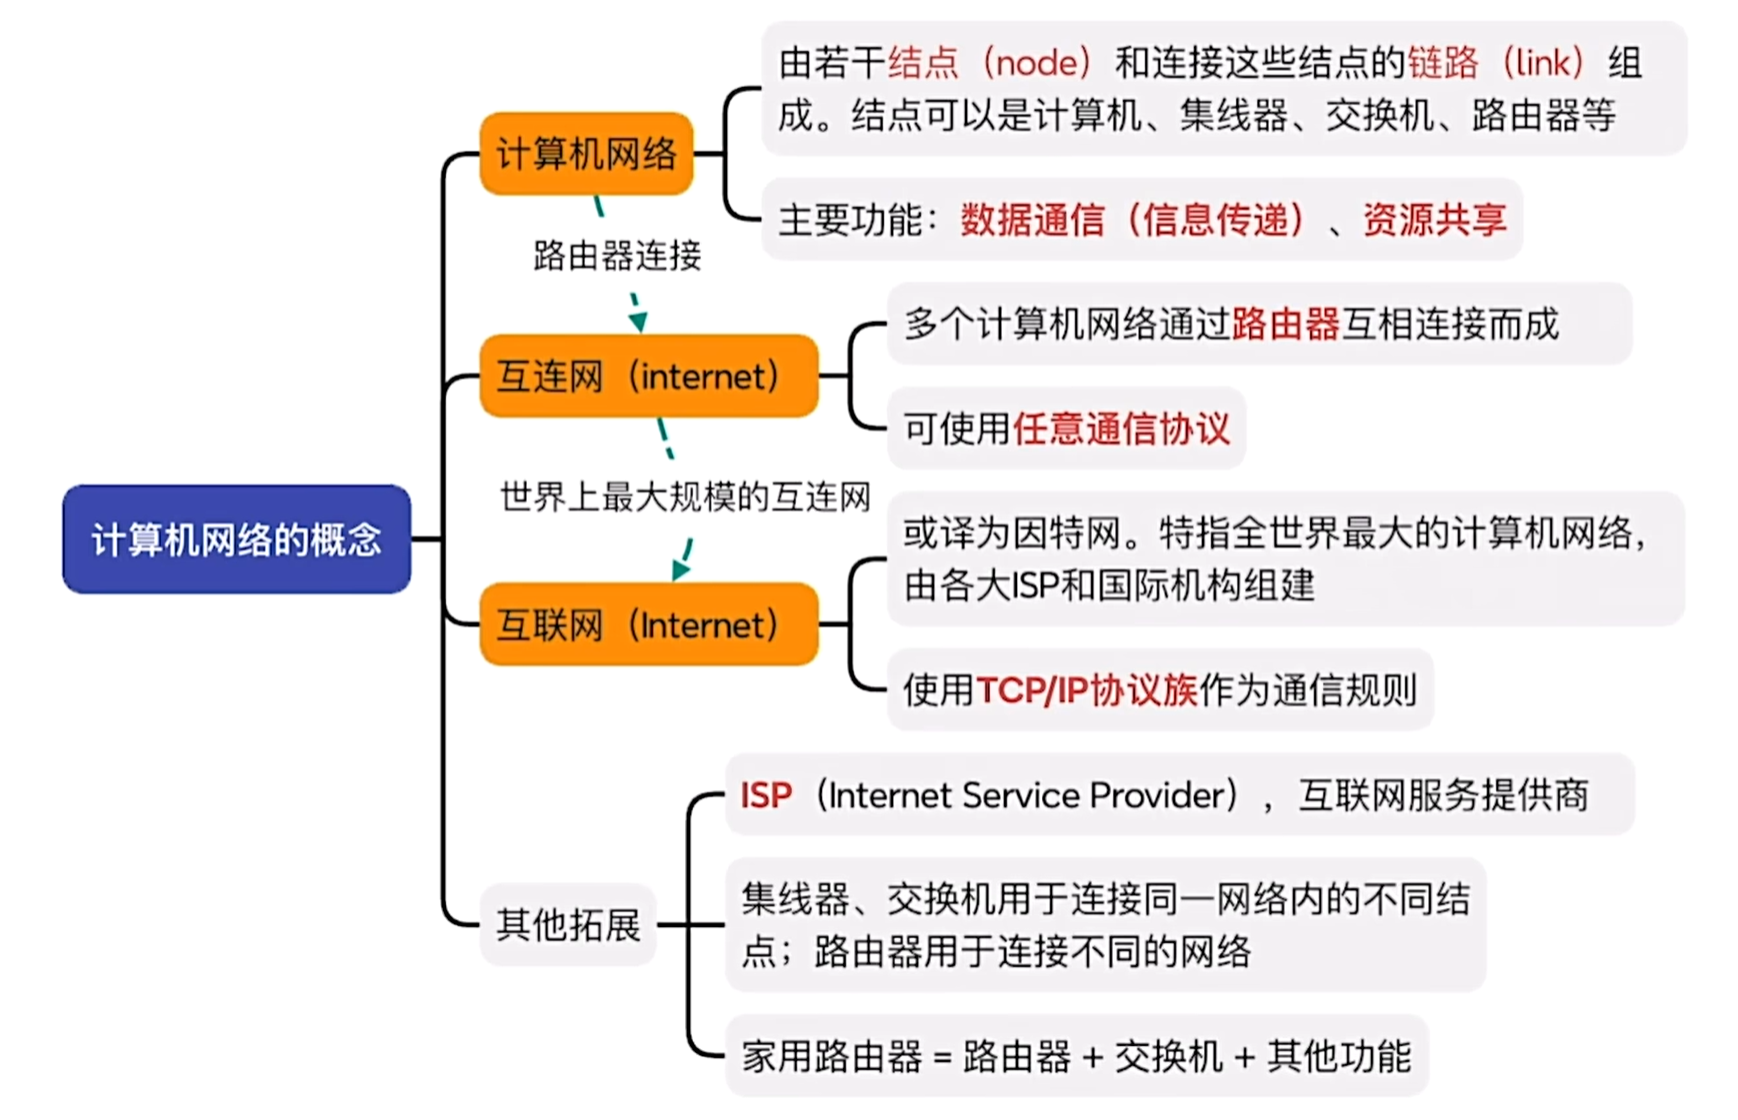 由若干结点（node）和连接这些结点的链路（link）组
成。结点可以是计算机、集线器、交换机、路由器等
计算机网络
主要功能：数据通信（信息传递）、资源共享
路由器连接
多个计算机网络通过路由器互相连接而成
互连网（internet）
可使用任意通信协议
世界上最大规模的互连网
计算机网络的概念
或译为因特网。特指全世界最大的计算机网络，
由各大ISP和国际机构组建
互联网（Internet）
使用TCP/IP协议族作为通信规则
ISP（Internet Service Provider），互联网服务提供商
其他拓展
集线器、交换机用于连接同一网络内的不同结
点；路由器用于连接不同的网络
家用路由器 = 路由器 + 交换机 + 其他功能